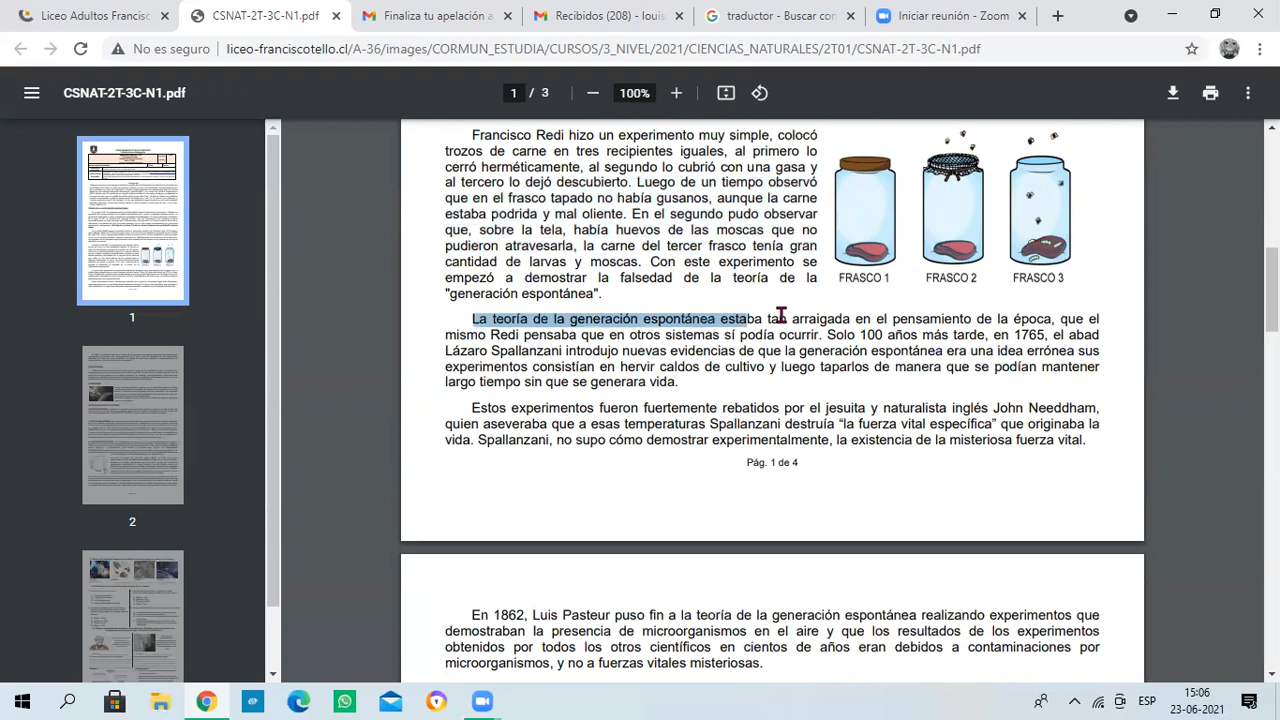 Liceo Adultos Francisc
CSNAT-2T-3C-N1.pdf
Finaliza tu apelación a
Recibidos (208) - louis
traductor - Buscar con
Iniciar reunión - Zoom
No es seguro
liceo-franciscotello.cl/A-36/images/CORMUN_ESTUDIA/CURSOS/3_NIVEL/2021/CIENCIAS_NATURALES/2T01/CSNAT-2T-3C-N1.pdf
CSNAT-2T-3C-N1.pdf
1 / 3
100%
1
2
Francisco Redi hizo un experimento muy simple, colocó
trozos de carne en tres recipientes iguales, al primero lo
cerró herméticamente, al segundo lo cubrió con una gasa y
al tercero lo dejó descubierto. Luego de un tiempo observó
que en el frasco tapado no había gusanos, aunque la carne
estaba podrida y mal oliente. En el segundo pudo observar
que, sobre la tela, había huevos de las moscas que no
pudieron atravesarla, la carne del tercer frasco tenía gran
cantidad de larvas y moscas. Con este experimento se
empezó a demostrar la falsedad de la teoría de la
"generación espontánea".
FRASCO 1
FRASCO 2
FRASCO 3
La teoría de la generación espontánea estaba tan arraigada en el pensamiento de la época, que el
mismo Redi pensaba que en otros sistemas sí podía ocurrir. Solo 100 años más tarde, en 1765, el abad
Lázaro Spallanzani introdujo nuevas evidencias de que la generación espontánea era una idea errónea sus
experimentos consistían en hervir caldos de cultivo y luego taparlos de manera que se podían mantener
largo tiempo sin que se generara vida.
Estos experimentos fueron fuertemente rebatidos por el jesuita y naturalista inglés John Needdham,
quien aseveraba que a esas temperaturas Spallanzani destruía "la fuerza vital específica" que originaba la
vida. Spallanzani, no supo cómo demostrar experimentalmente, la existencia de la misteriosa fuerza vital.
Pág. 1 de 4
En 1862, Luis Pasteur puso fin a la teoría de la generación espontánea realizando experimentos que
demostraban la presencia de microorganismos en el aire y que los resultados de los experimentos
obtenidos por todos los otros científicos en cientos de años eran debidos a contaminaciones por
microorganismos, y no a fuerzas vitales misteriosas.
ESP
15:06
23-06-2021